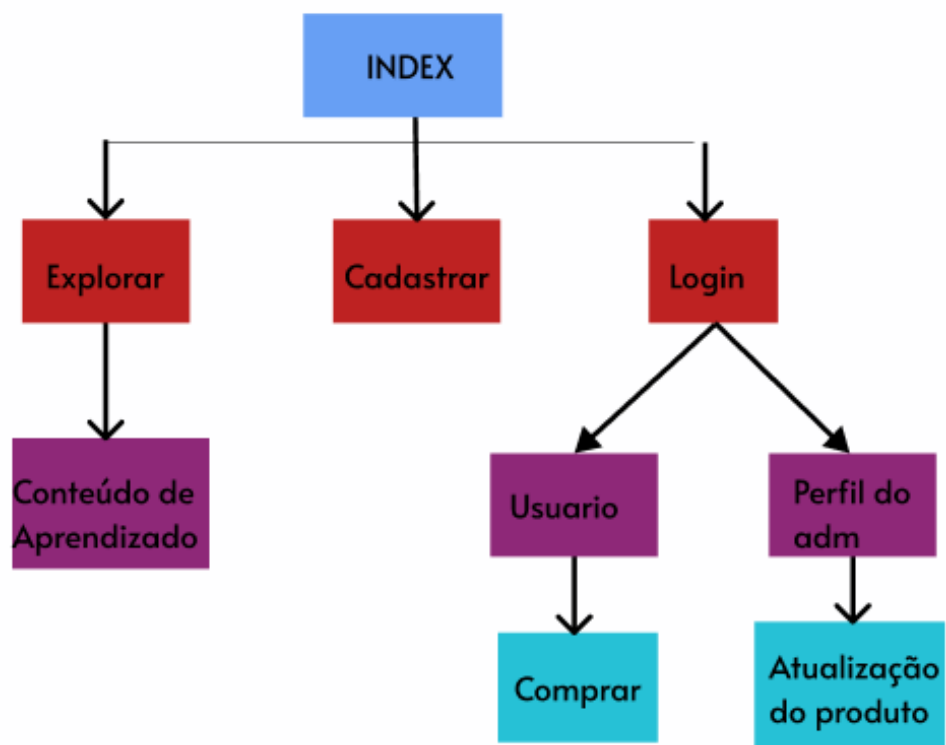 INDEX
Explorar
Cadastrar
Login
Conteúdo de
Aprendizado
Usuario
Perfil do
adm
Comprar
Atualização
do produto